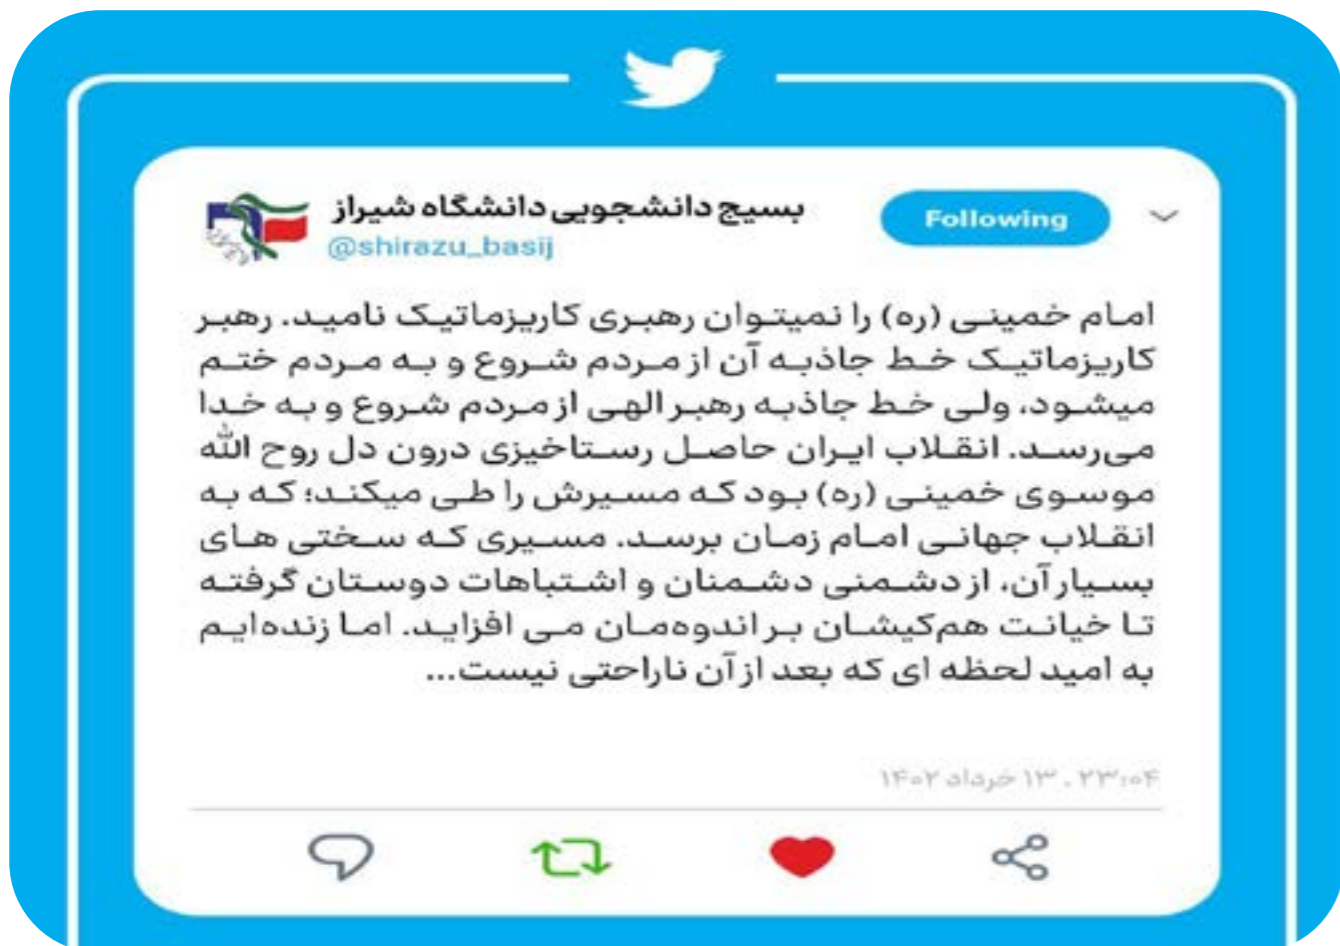 بسیج دانشجویی دانشگاه شیراز
Following
@shirazu_basij
امام خمینی (ره) را نمیتوان رهبری کاریزماتیک نامید. رهبر
کاریزماتیک خط جاذبه آن از مردم شروع و به مردم ختم
میشود، ولی خط جاذبه رهبر الهی از مردم شروع و به خدا
می‌رسد. انقلاب ایران حاصل رستاخیزی درون دل روح الله
موسوی خمینی (ره) بود که مسیرش را طی میکند؛ که به
انقلاب جهانی امام زمان برسد. مسیری که سختی های
بسیار آن، از دشمنی دشمنان و اشتباهات دوستان گرفته
تا خیانت هم‌کیشان بر اندوه‌مان می افزاید. اما زنده‌ایم
به امید لحظه ای که بعد از آن ناراحتی نیست...
۲۳:۰۴ . ۱۳ خرداد ۱۴۰۲